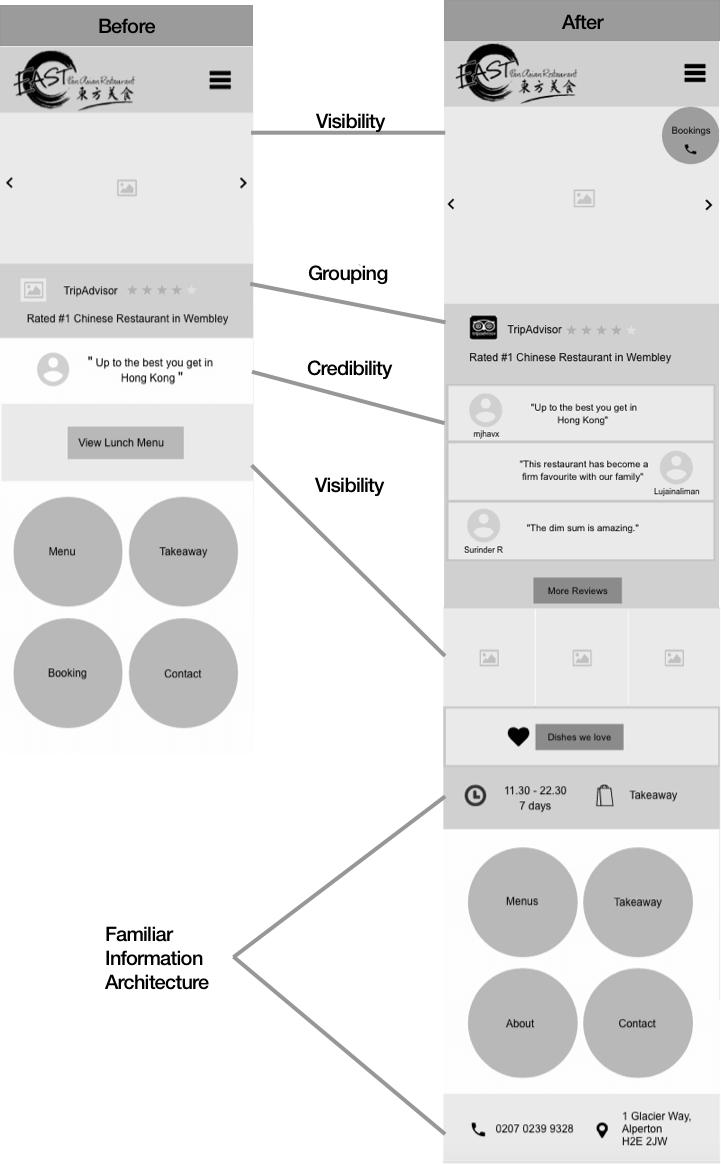 Before
EAST Pan Asian Restaurant
東方美食
TripAdvisor
Rated #1 Chinese Restaurant in Wembley
" Up to the best you get in
Hong Kong "
View Lunch Menu
Menu
Takeaway
Booking
Contact
Visibility
Grouping
Credibility
Visibility
Familiar
Information
Architecture
After
EAST Pan Asian Restaurant
東方美食
Bookings
tripadvisor
TripAdvisor
Rated #1 Chinese Restaurant in Wembley
"Up to the best you get in
Hong Kong"
mjhavx
"This restaurant has become a
firm favourite with our family"
Lujainaliman
"The dim sum is amazing."
Surinder R
More Reviews
Dishes we love
11.30 - 22.30
7 days
Takeaway
Menus
Takeaway
About
Contact
0207 0239 9328
1 Glacier Way,
Alperton
H2E 2JW